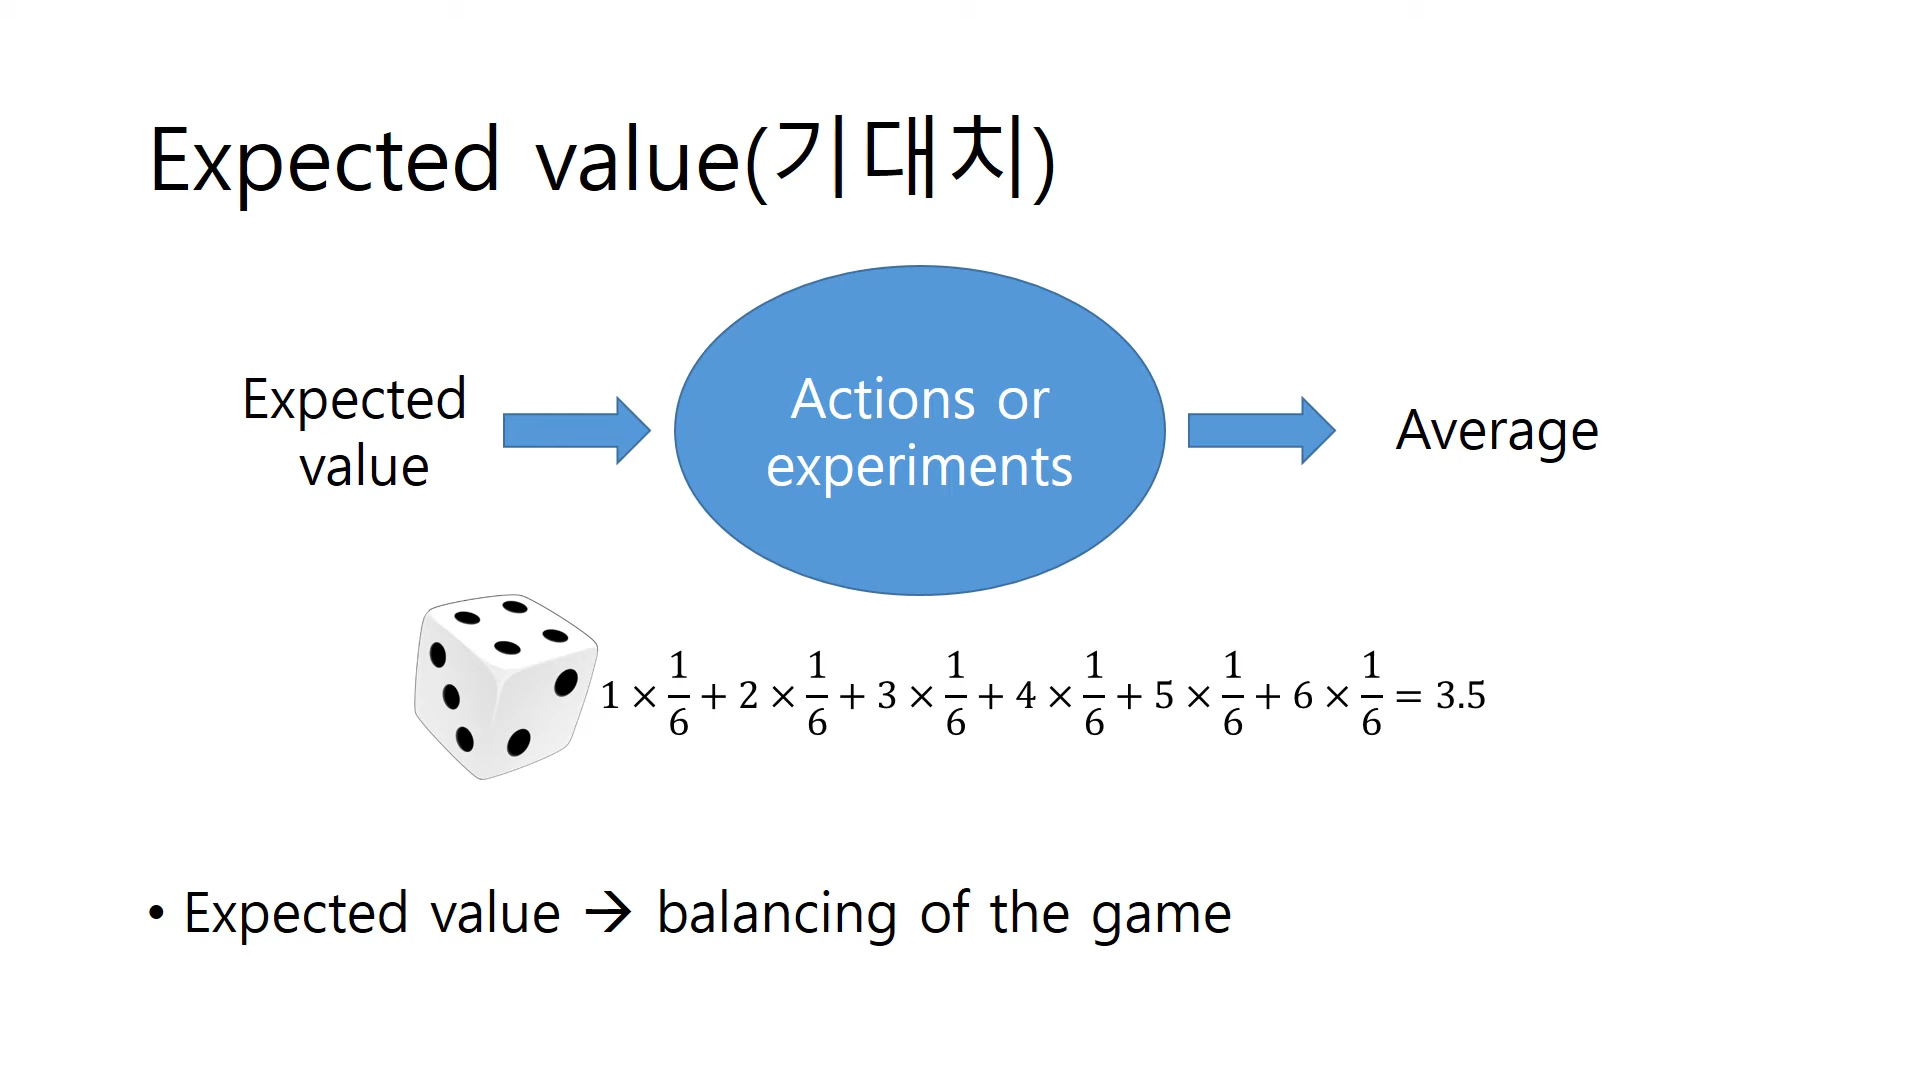 Expected value(기대치)
Expected
value
Actions or
experiments
Average
1 × 1/6 + 2 × 1/6 + 3 × 1/6 + 4 × 1/6 + 5 × 1/6 + 6 × 1/6 = 3.5
• Expected value → balancing of the game